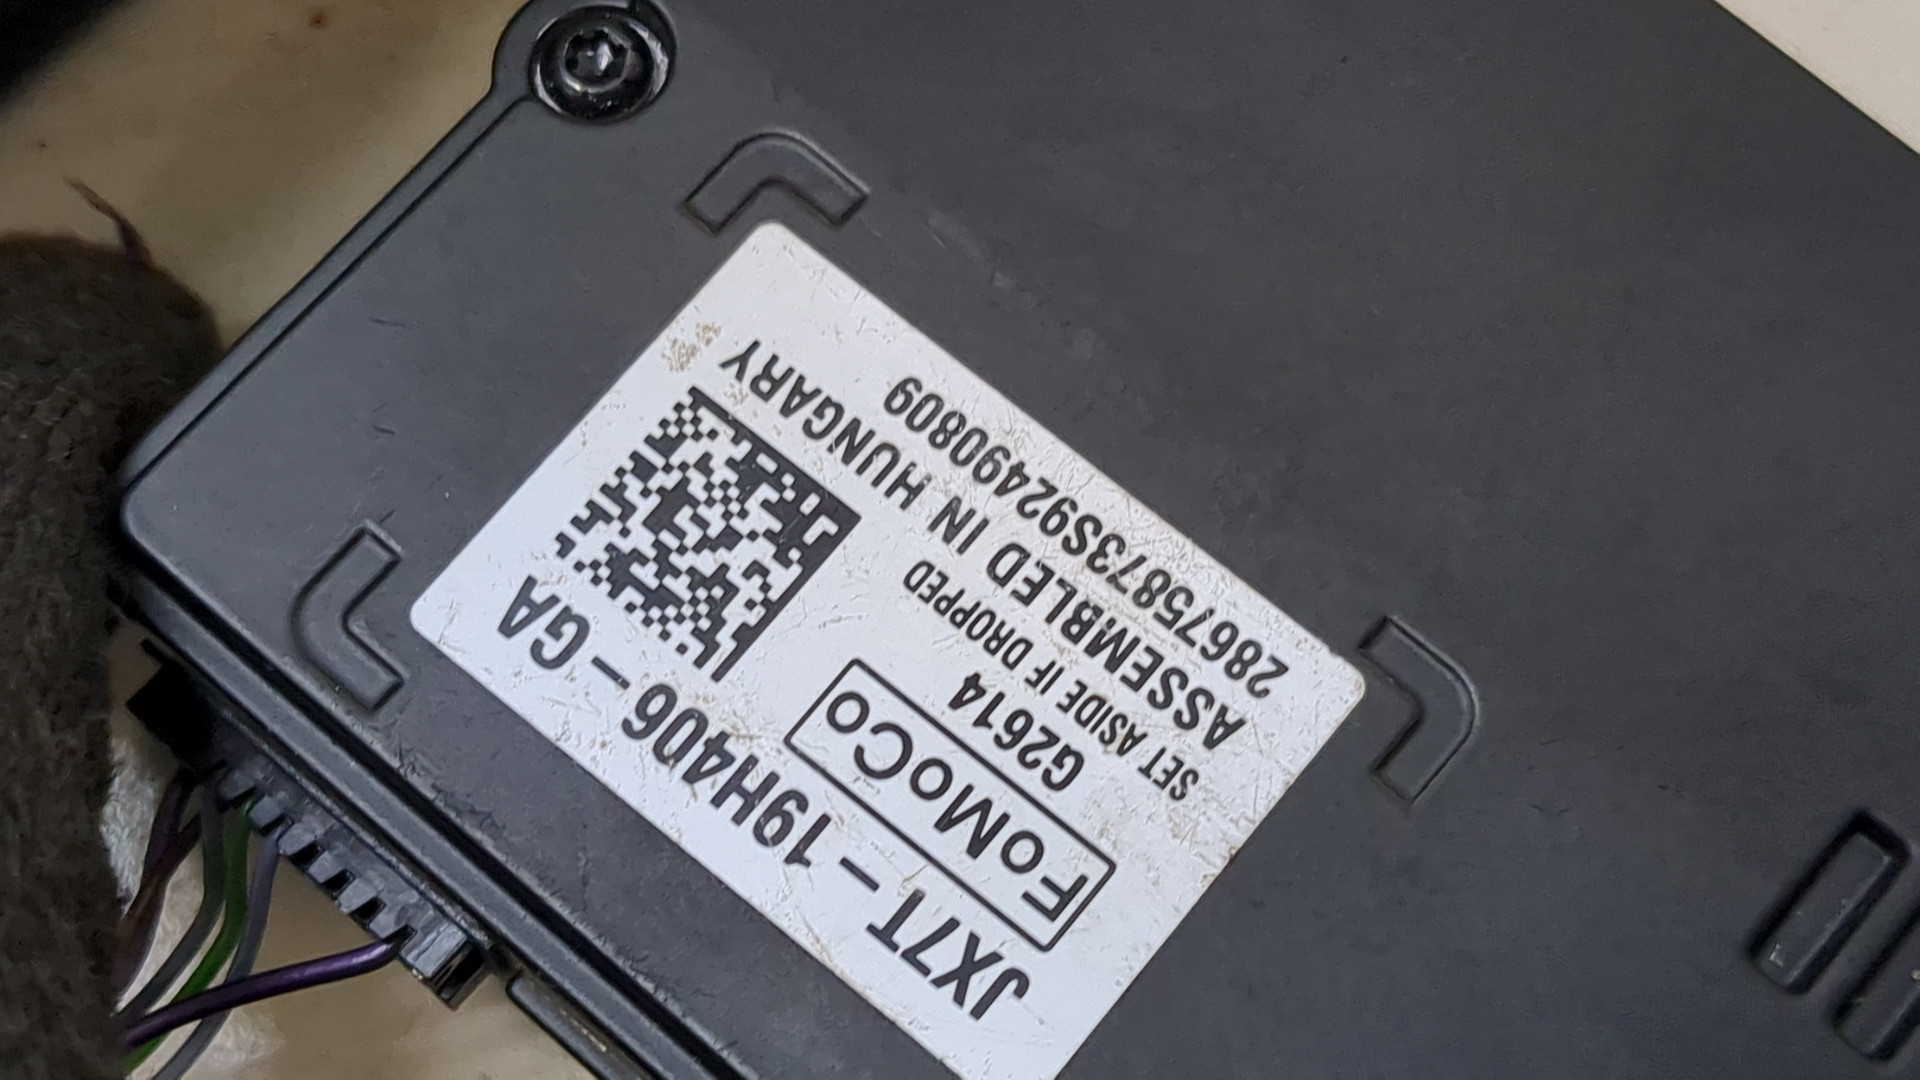 JX7T-19H406-GA
FoMoCo
G2614
SET ASIDE IF DROPPED
ASSEMBLED IN HUNGARY
28675873S92490809